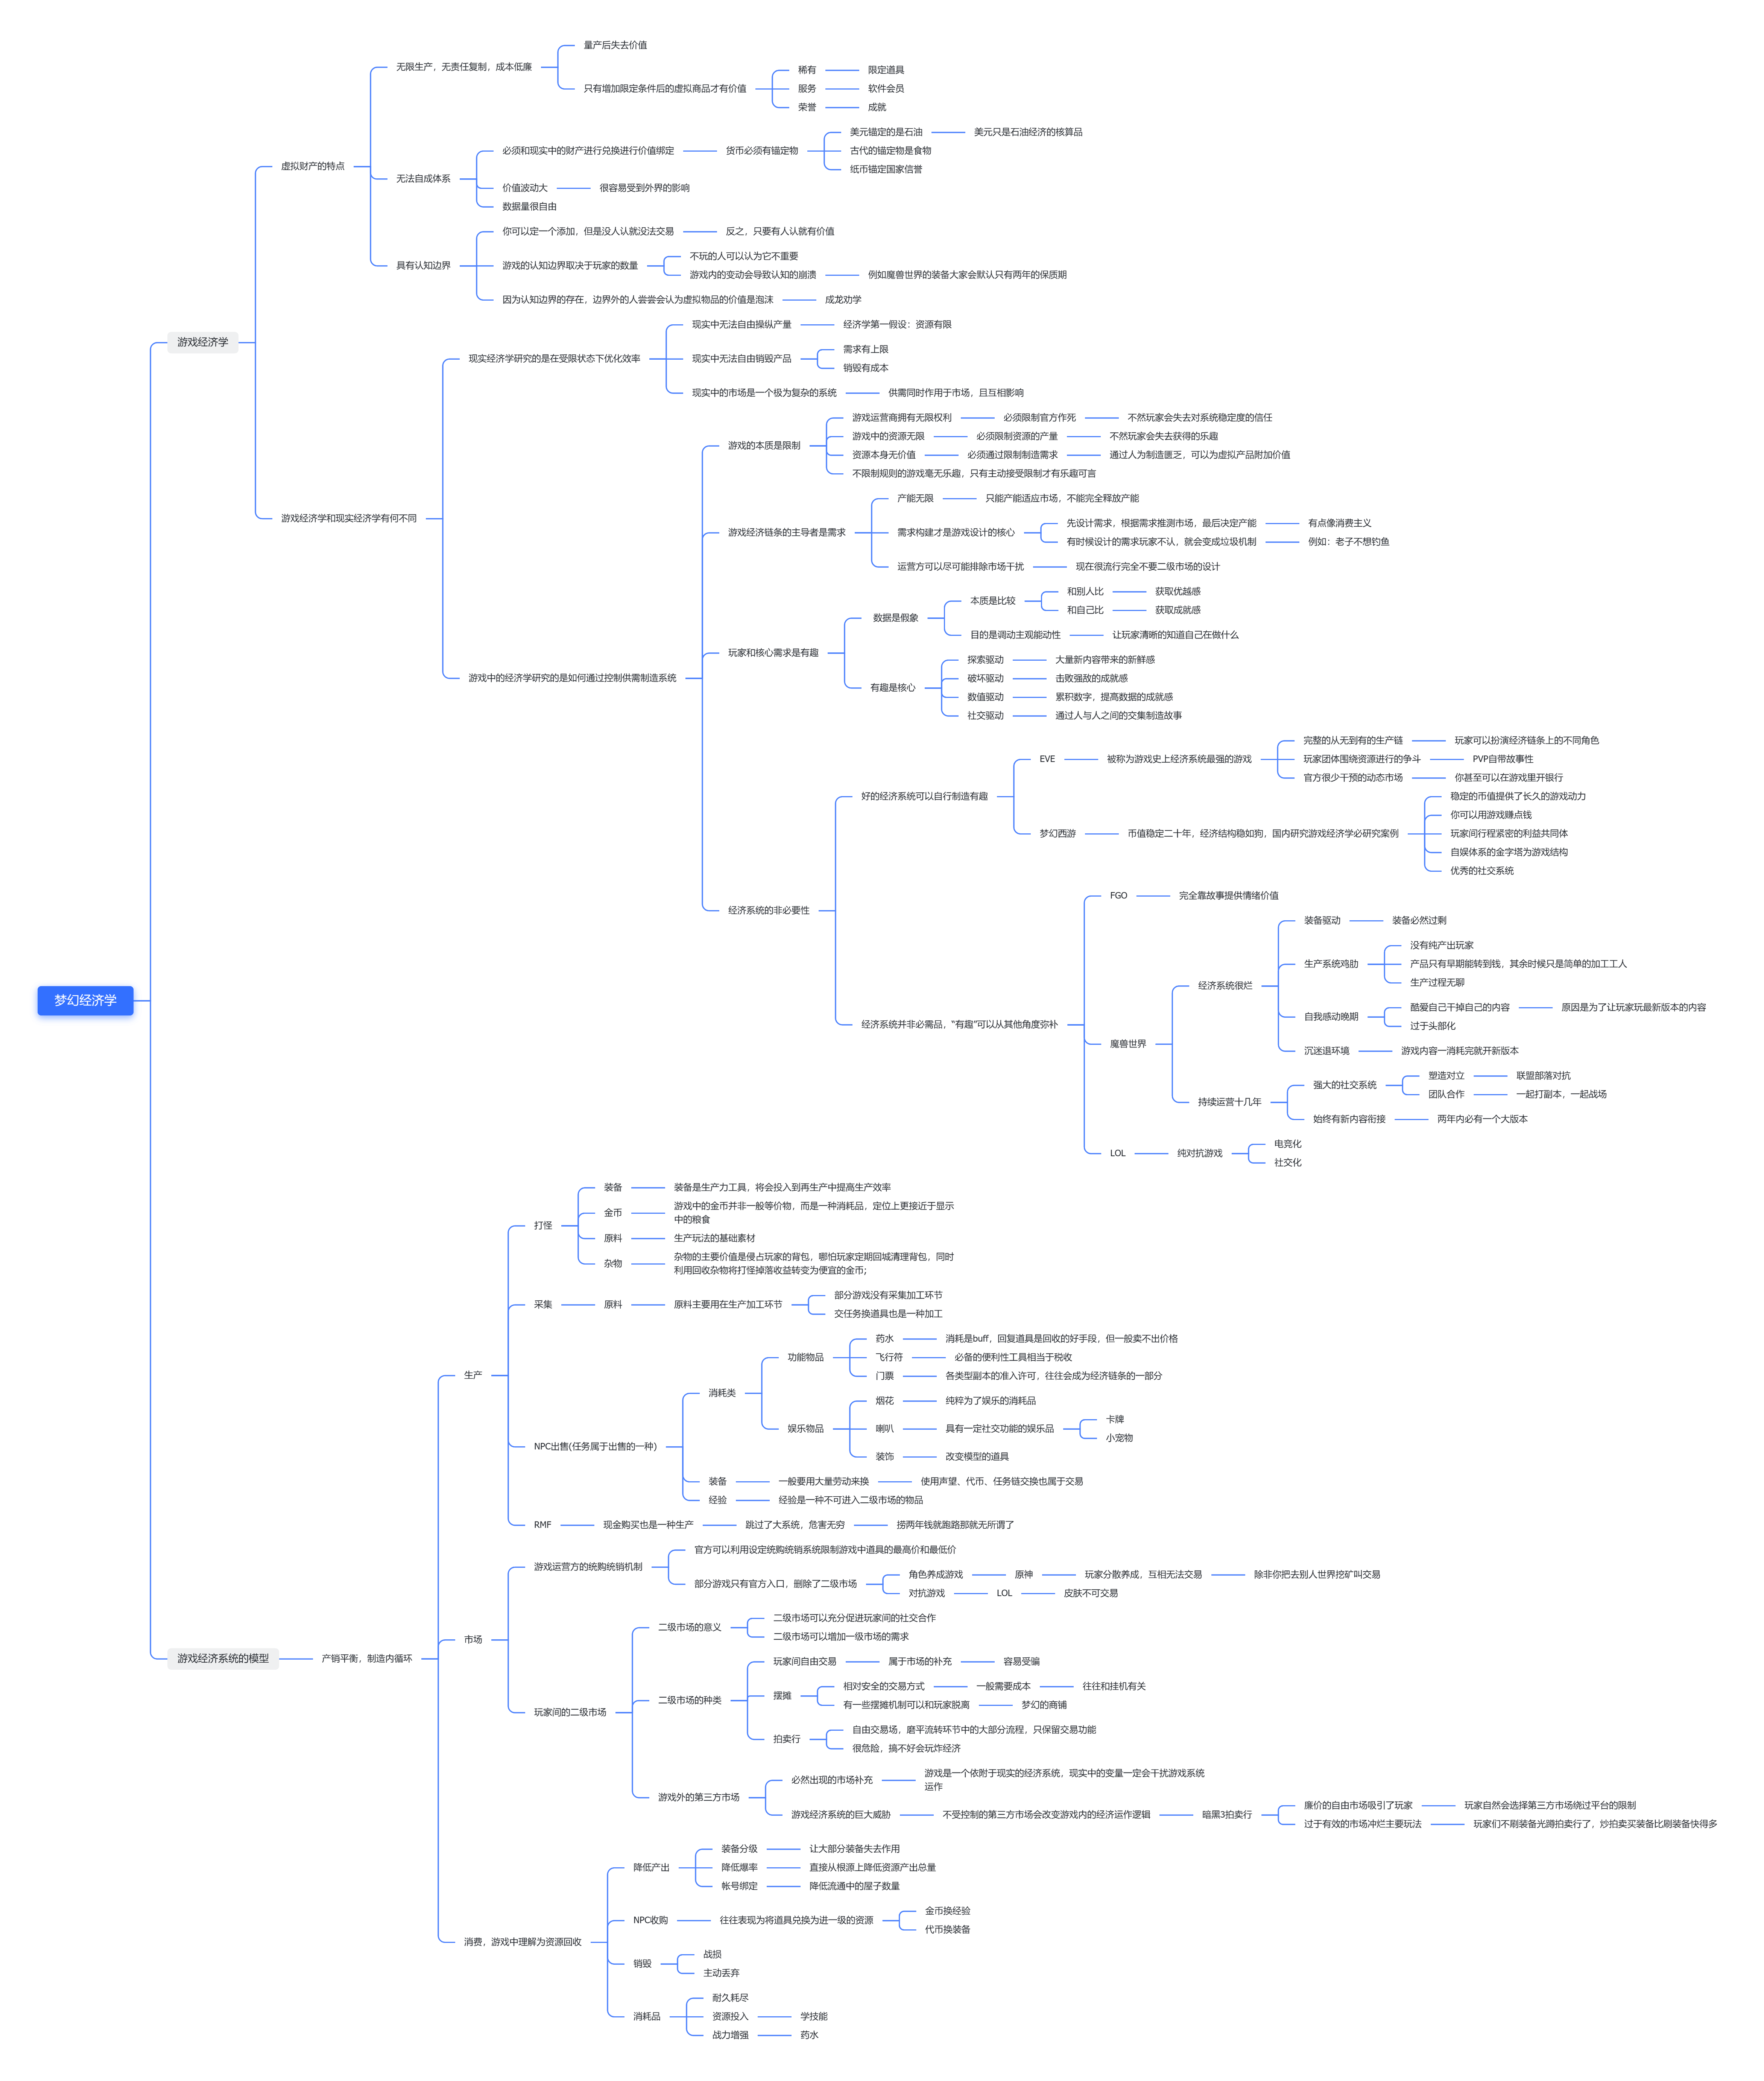 梦幻经济学
游戏经济学
虚拟财产的特点
无限生产，无责任复制，成本低廉
量产后失去价值
只有增加限定条件后的虚拟商品才有价值
稀有
限定道具
服务
软件会员
荣誉
成就
无法自成体系
必须和现实中的财产进行兑换进行价值绑定
货币必须有锚定物
美元锚定的是石油
美元只是石油经济的核算品
古代的锚定物是食物
纸币锚定国家信誉
价值波动大
很容易受到外界的影响
数据量很自由
具有认知边界
你可以定一个添加，但是没人认就没法交易
反之，只要有人认就有价值
游戏的认知边界取决于玩家的数量
不玩的人可以认为它不重要
游戏内的变动会导致认知的崩溃
例如魔兽世界的装备大家会默认只有两年的保质期
因为认知边界的存在，边界外的人尝尝会认为虚拟物品的价值是泡沫
成龙劝学
游戏经济学和现实经济学有何不同
现实经济学研究的是在受限状态下优化效率
现实中无法自由操纵产量
经济学第一假设：资源有限
现实中无法自由销毁产品
需求有上限
销毁有成本
现实中的市场是一个极为复杂的系统
供需同时作用于市场，且互相影响
游戏中的经济学研究的是如何通过控制供需制造系统
游戏的本质是限制
游戏运营商拥有无限权利
必须限制官方作死
不然玩家会失去对系统稳定度的信任
游戏中的资源无限
必须限制资源的产量
不然玩家会失去获得的乐趣
资源本身无价值
必须通过限制制造需求
通过人为制造匮乏，可以为虚拟产品附加价值
不限制规则的游戏毫无乐趣，只有主动接受限制才有乐趣可言
游戏经济链条的主导者是需求
产能无限
只能产能适应市场，不能完全释放产能
需求构建才是游戏设计的核心
先设计需求，根据需求推测市场，最后决定产能
有点像消费主义
有时候设计的需求玩家不认，就会变成垃圾机制
例如：老子不想钓鱼
运营方可以尽可能排除市场干扰
现在很流行完全不要二级市场的设计
玩家和核心需求是有趣
数据是假象
本质是比较
和别人比
获取优越感
和自己比
获取成就感
目的是调动主观能动性
让玩家清晰的知道自己在做什么
有趣是核心
探索驱动
大量新内容带来的新鲜感
破坏驱动
击败强敌的成就感
数值驱动
累积数字，提高数据的成就感
社交驱动
通过人与人之间的交集制造故事
经济系统的非必要性
好的经济系统可以自行制造有趣
EVE
被称为游戏史上经济系统最强的游戏
完整的从无到有的生产链
玩家可以扮演经济链条上的不同角色
玩家团体围绕资源进行的争斗
PVP自带故事性
官方很少干预的动态市场
你甚至可以在游戏里开银行
梦幻西游
币值稳定二十年，经济结构稳如狗，国内研究游戏经济学必研究案例
稳定的币值提供了长久的游戏动力
你可以用游戏赚点钱
玩家间行程紧密的利益共同体
自娱体系的金字塔为游戏结构
优秀的社交系统
经济系统并非必需品，“有趣”可以从其他角度弥补
FGO
完全靠故事提供情绪价值
魔兽世界
经济系统很烂
装备驱动
装备必然过剩
生产系统鸡肋
没有纯产出玩家
产品只有早期能转到钱，其余时候只是简单的加工工人
生产过程无聊
自我感动晚期
酷爱自己干掉自己的内容
原因是为了让玩家玩最新版本的内容
过于头部化
沉迷退环境
游戏内容一消耗完就开新版本
持续运营十几年
强大的社交系统
塑造对立
联盟部落对抗
团队合作
一起打副本，一起战场
始终有新内容衔接
两年内必有一个大版本
LOL
纯对抗游戏
电竞化
社交化
游戏经济系统的模型
产销平衡，制造内循环
生产
打怪
装备
装备是生产力工具，将会投入到再生产中提高生产效率
金币
游戏中的金币并非一般等价物，而是一种消耗品，定位上更接近于显示
中的粮食
原料
生产玩法的基础素材
杂物
杂物的主要价值是侵占玩家的背包，哪怕玩家定期回城清理背包，同时
利用回收杂物将打怪掉落收益转变为便宜的金币；
采集
原料
原料主要用在生产加工环节
部分游戏没有采集加工环节
交任务换道具也是一种加工
NPC出售(任务属于出售的一种)
消耗类
功能物品
药水
消耗是buff，回复道具是回收的好手段，但一般卖不出价格
飞行符
必备的便利性工具相当于税收
门票
各类型副本的准入许可，往往会成为经济链条的一部分
娱乐物品
烟花
纯粹为了娱乐的消耗品
喇叭
具有一定社交功能的娱乐品
卡牌
小宠物
装饰
改变模型的道具
装备
一般要用大量劳动来换
使用声望、代币、任务链交换也属于交易
经验
经验是一种不可进入二级市场的物品
RMF
现金购买也是一种生产
跳过了大系统，危害无穷
捞两年钱就跑路那就无所谓了
市场
游戏运营方的统购统销机制
官方可以利用设定统购统销系统限制游戏中道具的最高价和最低价
部分游戏只有官方入口，删除了二级市场
角色养成游戏
原神
玩家分散养成，互相无法交易
除非你把去别人世界挖矿叫交易
对抗游戏
LOL
皮肤不可交易
玩家间的二级市场
二级市场的意义
二级市场可以充分促进玩家间的社交合作
二级市场可以增加一级市场的需求
二级市场的种类
玩家间自由交易
属于市场的补充
容易受骗
摆摊
相对安全的交易方式
一般需要成本
往往和挂机有关
有一些摆摊机制可以和玩家脱离
梦幻的商铺
拍卖行
自由交易场，磨平流转环节中的大部分流程，只保留交易功能
很危险，搞不好会玩炸经济
游戏外的第三方市场
必然出现的市场补充
游戏是一个依附于现实的经济系统，现实中的变量一定会干扰游戏系统
运作
游戏经济系统的巨大威胁
不受控制的第三方市场会改变游戏内的经济运作逻辑
暗黑3拍卖行
廉价的自由市场吸引了玩家
玩家自然会选择第三方市场绕过平台的限制
过于有效的市场冲烂主要玩法
玩家们不刷装备光蹲拍卖行了，炒拍卖买装备比刷装备快得多
消费，游戏中理解为资源回收
降低产出
装备分级
让大部分装备失去作用
降低爆率
直接从根源上降低资源产出总量
帐号绑定
降低流通中的屋子数量
NPC收购
往往表现为将道具兑换为进一级的资源
金币换经验
代币换装备
销毁
战损
主动丢弃
消耗品
耐久耗尽
资源投入
学技能
战力增强
药水